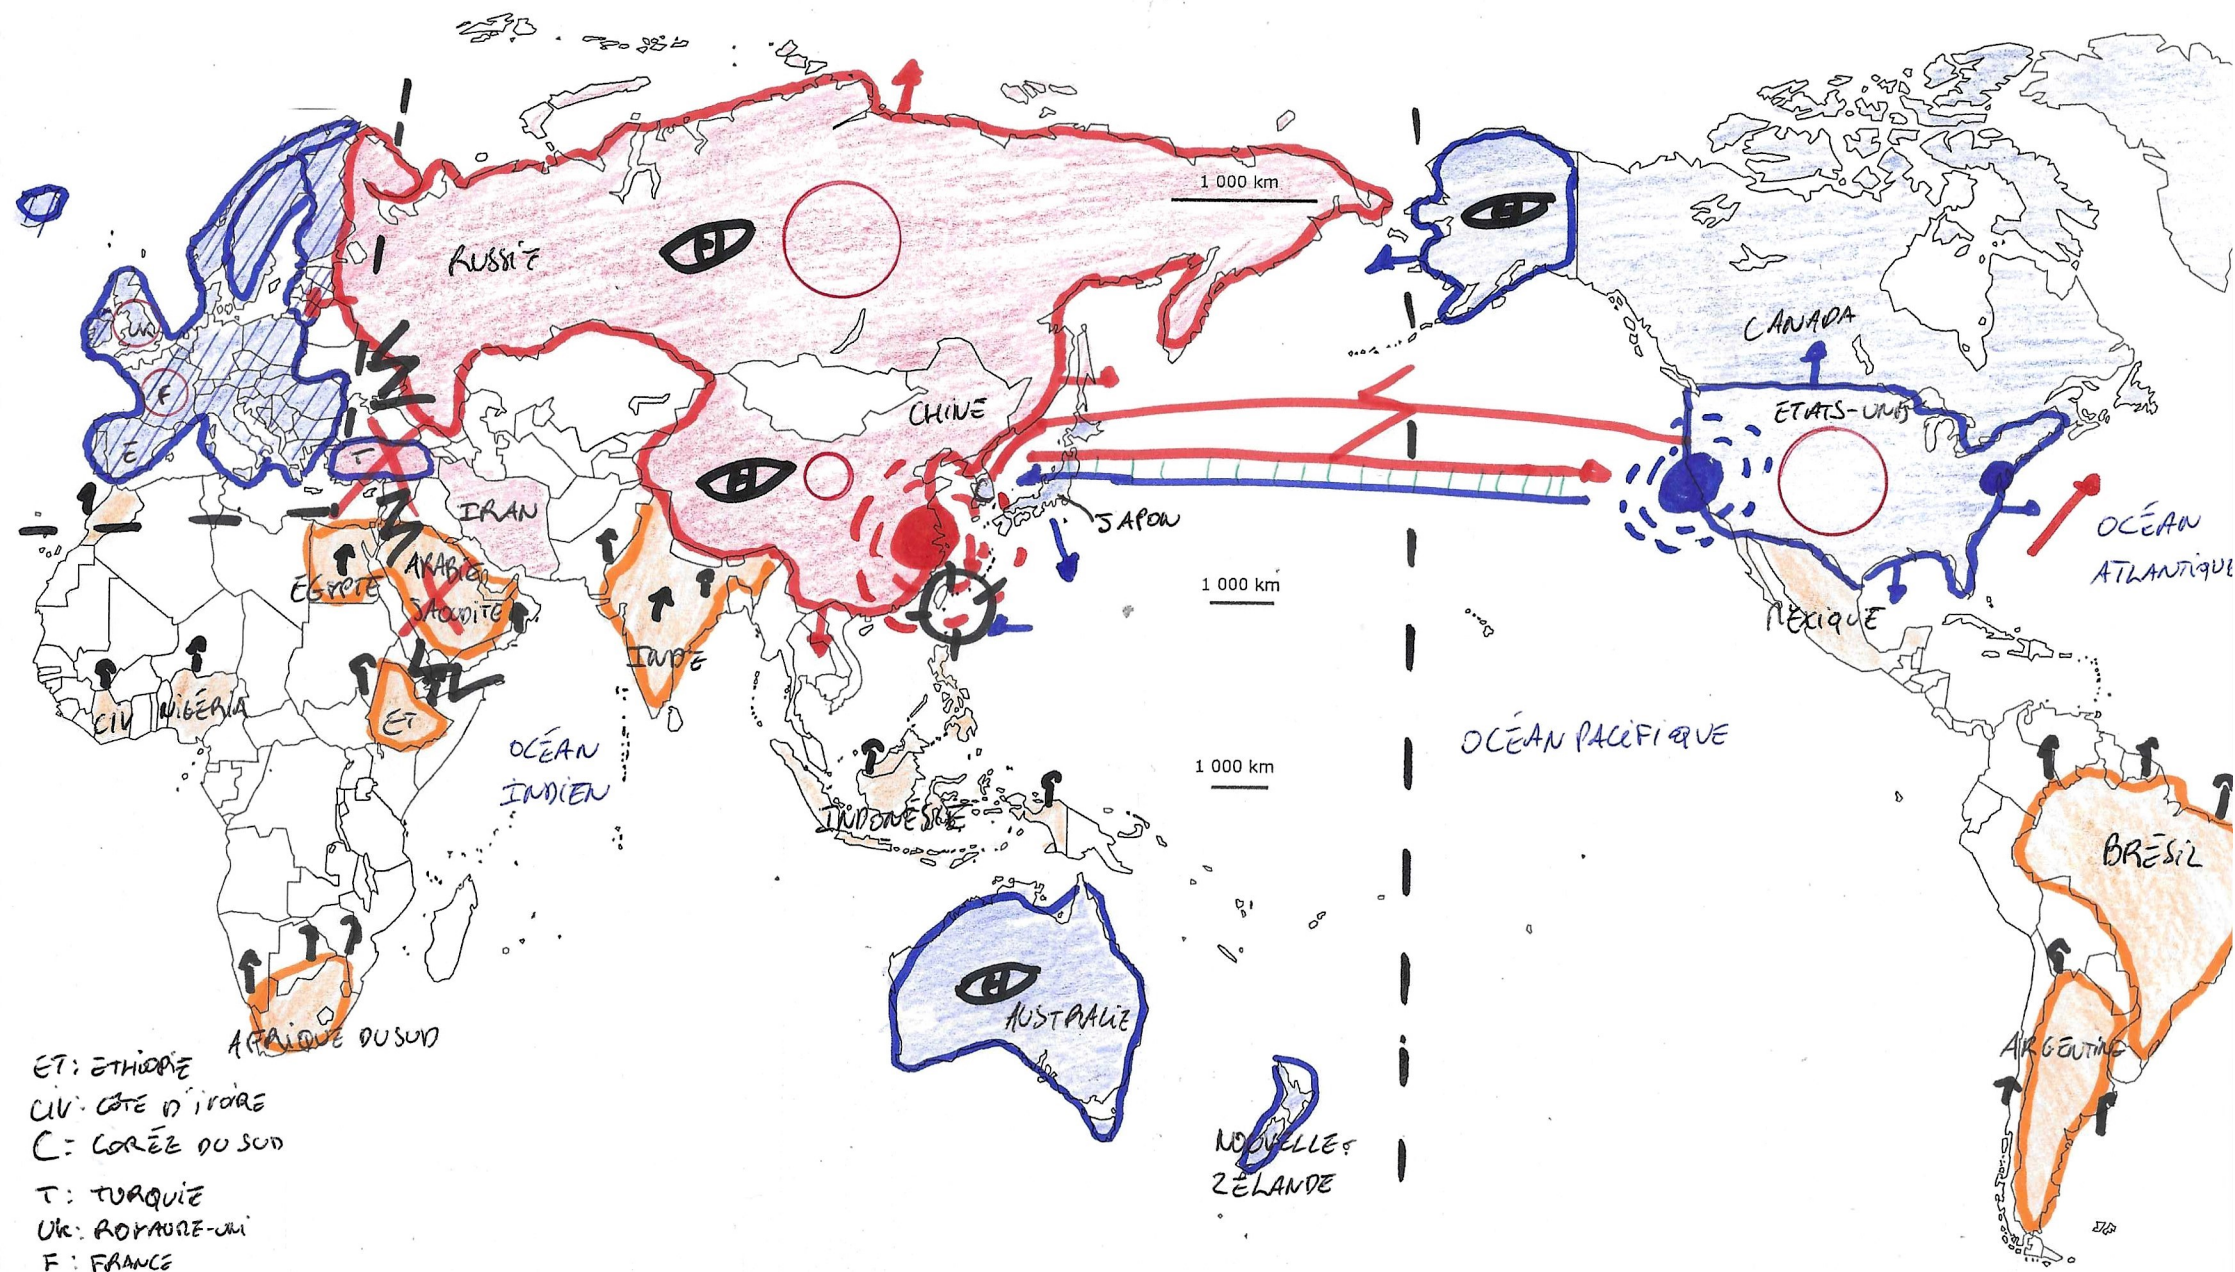 RUSSIE
1 000 km
UK
CANADA
F
CHINE
ETATS-UNIS
E
T
IRAN
C
JAPON
OCÉAN
ATLANTIQUE
EGYPTE
ARABIE
SAOUDITE
1 000 km
MEXIQUE
INDE
CIV
NIGÉRIA
ET
OCÉAN
INDIEN
OCÉAN PACIFIQUE
1 000 km
INDONÉSIE
BRÉSIL
AUSTRALIE
AFRIQUE DU SUD
ARGENTINE
NOUVELLE-
ZÉLANDE
ET: ETHIOPIE
CIV: CÔTE D'IVOIRE
C: CORÉE DU SUD
T: TURQUIE
UK: ROYAUME-UNI
F: FRANCE